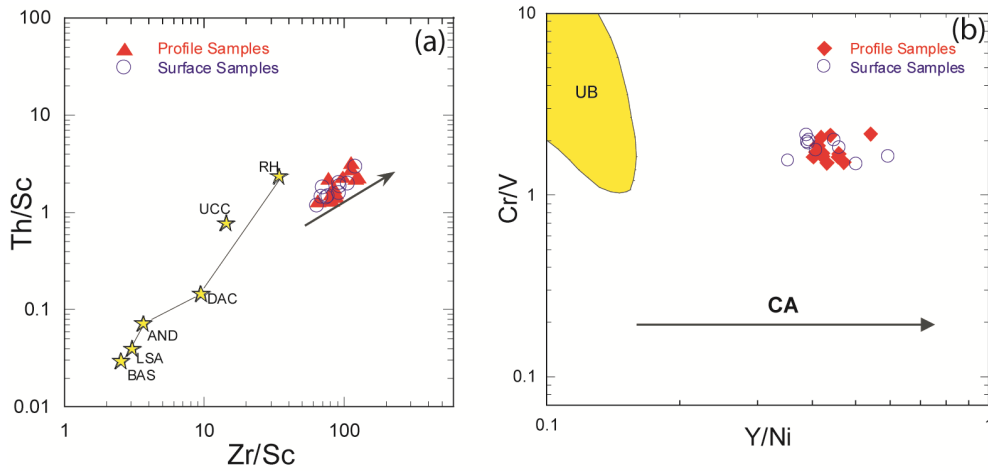 (a)
Profile Samples
Surface Samples
100
10
1
0.1
0.01
Th/Sc
RH
UCC
DAC
AND
LSA
BAS
1
10
100
Zr/Sc
(b)
Profile Samples
Surface Samples
10
1
0.1
Cr/V
UB
CA
0.1
1
Y/Ni